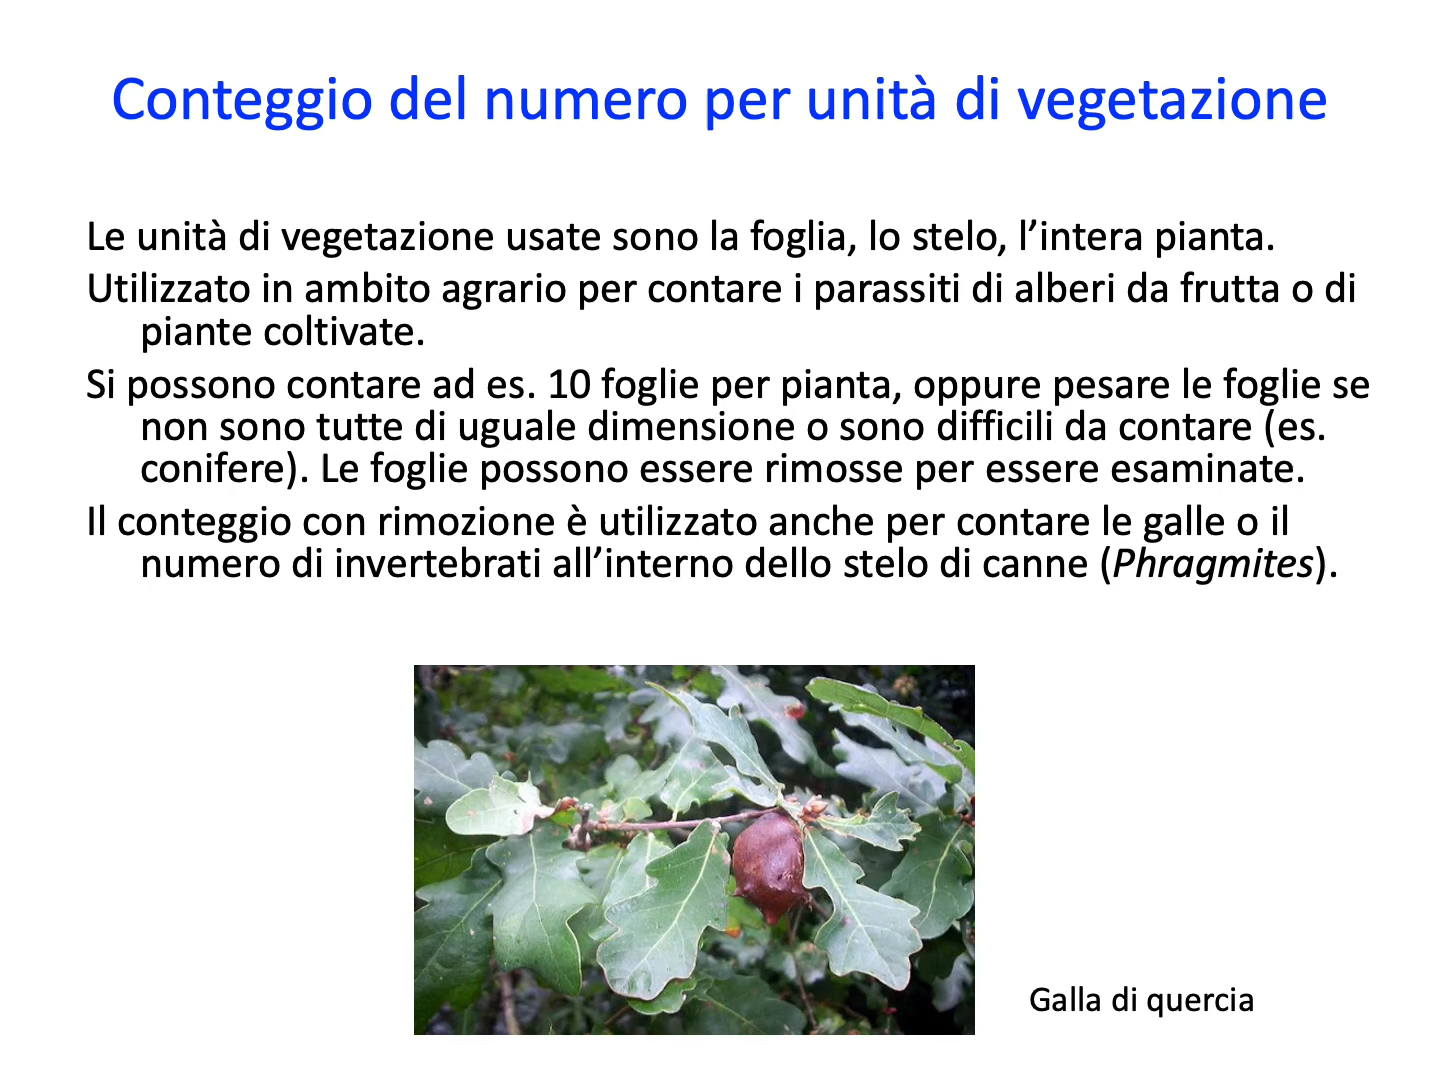 Conteggio del numero per unità di vegetazione
Le unità di vegetazione usate sono la foglia, lo stelo, l’intera pianta.
Utilizzato in ambito agrario per contare i parassiti di alberi da frutta o di
piante coltivate.
Si possono contare ad es. 10 foglie per pianta, oppure pesare le foglie se
non sono tutte di uguale dimensione o sono difficili da contare (es.
conifere). Le foglie possono essere rimosse per essere esaminate.
Il conteggio con rimozione è utilizzato anche per contare le galle o il
numero di invertebrati all’interno dello stelo di canne (Phragmites).
Galla di quercia